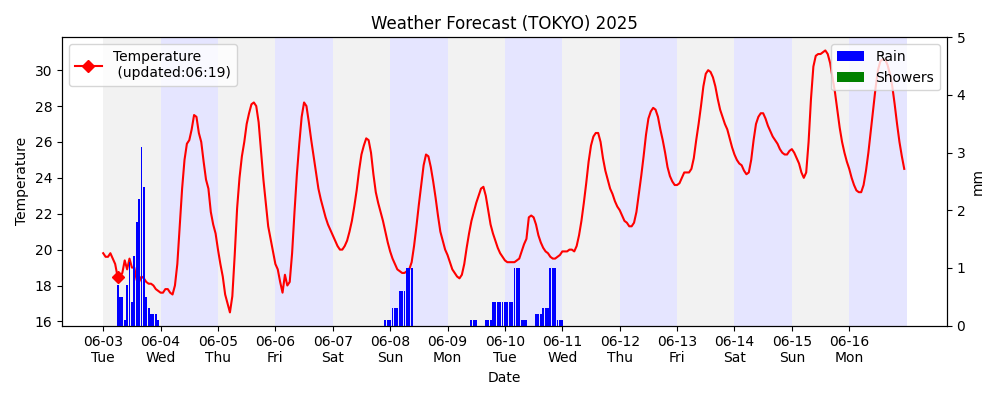 Weather Forecast (TOKYO) 2025
Temperature
(updated:06:19)
Rain
Showers
Temperature
30
28
26
24
22
20
18
16
5
4
3
2
1
0
mm
06-03 06-04 06-05 06-06 06-07 06-08 06-09 06-10 06-11 06-12 06-13 06-14 06-15 06-16
Tue Wed Thu Fri Sat Sun Mon Tue Wed Thu Fri Sat Sun Mon
Date